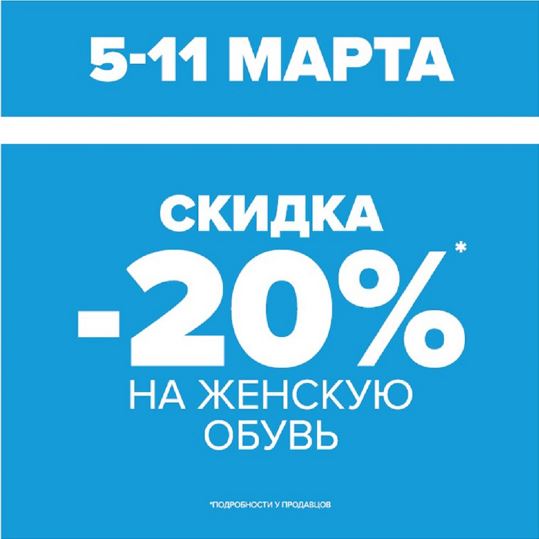 5-11 МАРТА
СКИДКА
-20%*
НА ЖЕНСКУЮ
ОБУВЬ
*ПОДРОБНОСТИ У ПРОДАВЦОВ